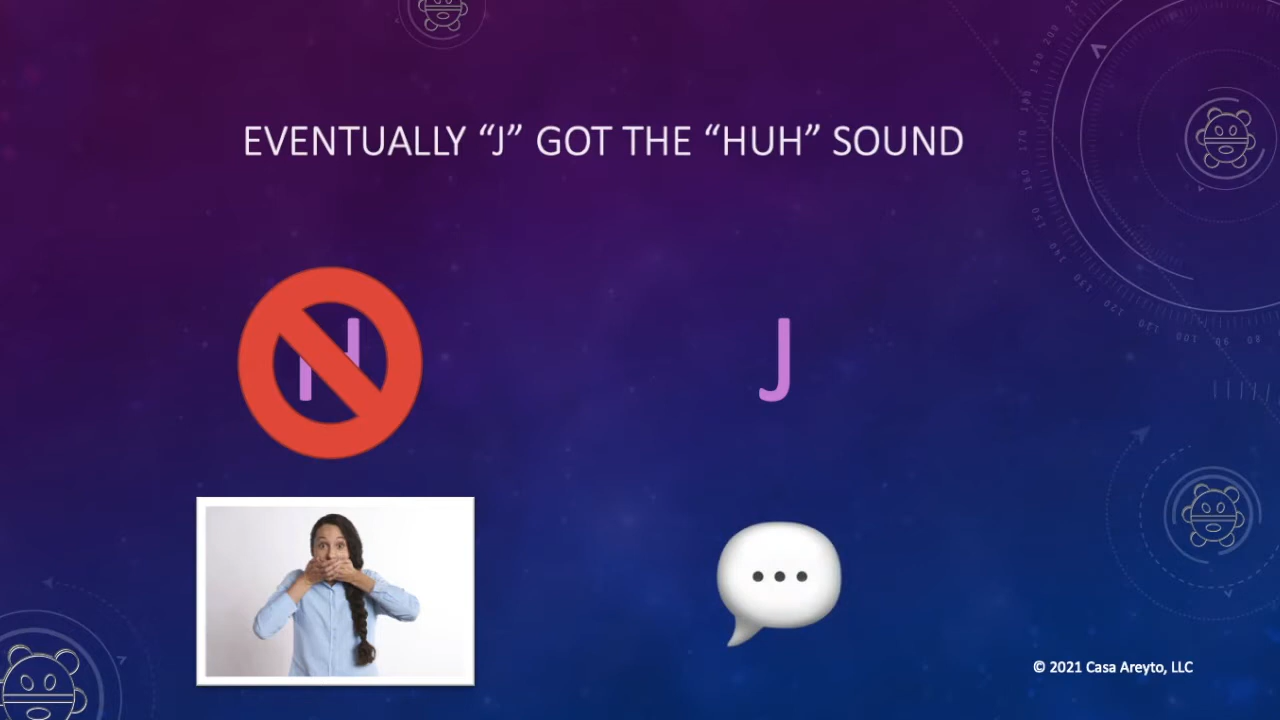 EVENTUALLY “J” GOT THE “HUH” SOUND
H
J
© 2021 Casa Areyto, LLC